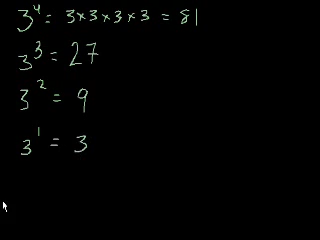 3⁴ = 3×3×3×3 = 81
3³ = 27
3² = 9
3¹ = 3